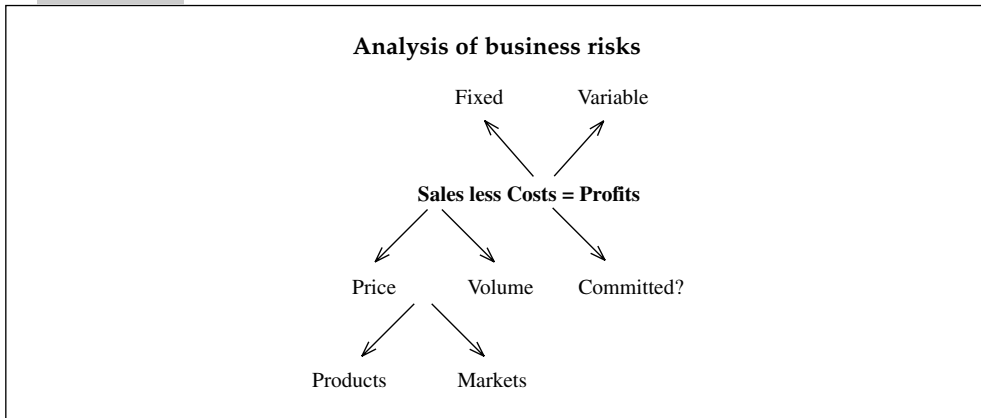 Analysis of business risks
Fixed Variable
Sales less Costs = Profits
Price Volume Committed?
Products Markets